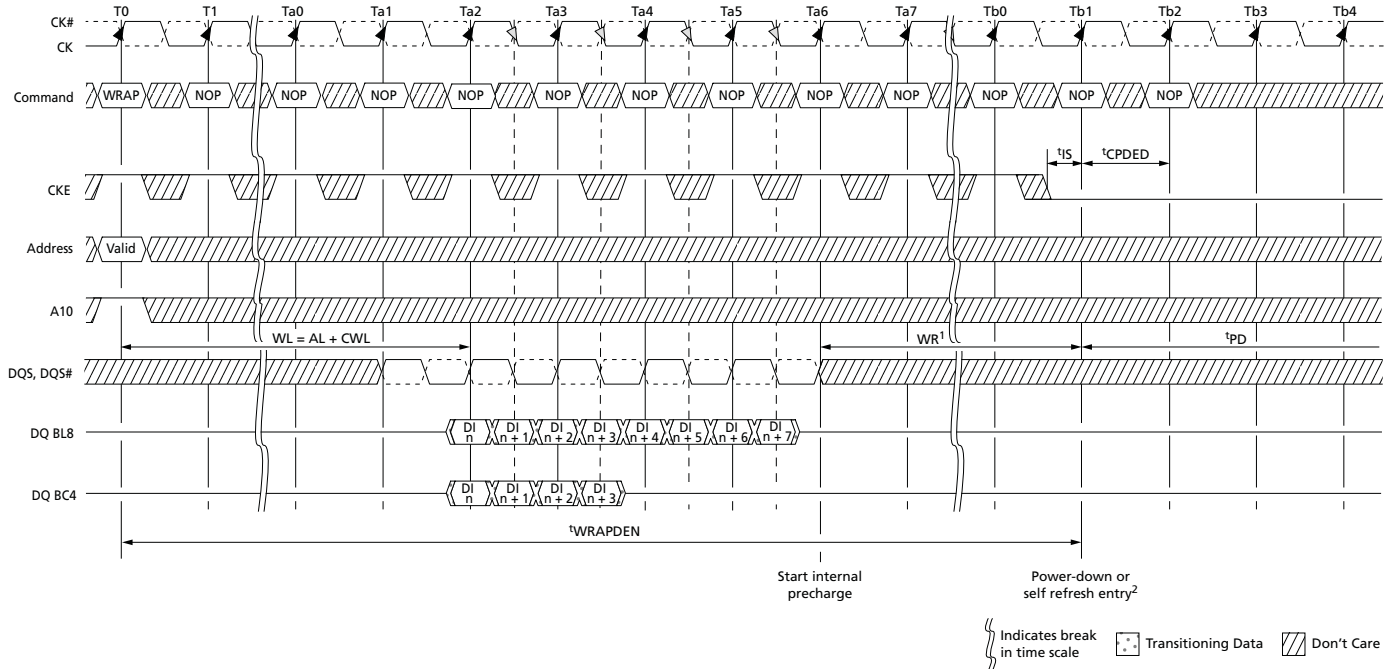 T0 T1 Ta0 Ta1 Ta2 Ta3 Ta4 Ta5 Ta6 Ta7 Tb0 Tb1 Tb2 Tb3 Tb4
CK#
CK
Command WRAP NOP NOP NOP NOP NOP NOP NOP NOP NOP NOP NOP NOP
tIS tCPDED
CKE
Address Valid
A10
WL = AL + CWL WR1 tPD
DQS, DQS#
DQ BL8 DI n DI n + 1 DI n + 2 DI n + 3 DI n + 4 DI n + 5 DI n + 6 DI n + 7
DQ BC4 DI n DI n + 1 DI n + 2 DI n + 3
tWRAPDEN
Start internal
precharge
Power-down or
self refresh entry2
Indicates break
in time scale
Transitioning Data
Don't Care